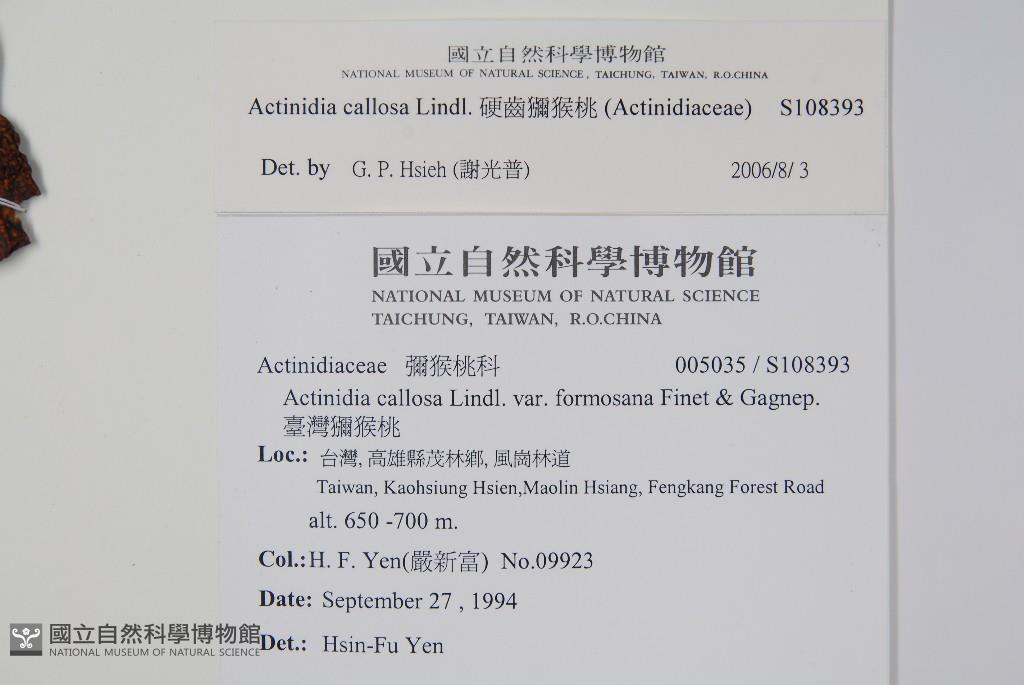 國立自然科學博物館
NATIONAL MUSEUM OF NATURAL SCIENCE, TAICHUNG, TAIWAN, R.O.CHINA
Actinidia callosa Lindl. 硬齒獼猴桃 (Actinidiaceae) S108393
Det. by G. P. Hsieh (謝光普) 2006/8/ 3
國立自然科學博物館
NATIONAL MUSEUM OF NATURAL SCIENCE
TAICHUNG, TAIWAN, R.O.CHINA
Actinidiaceae 彌猴桃科 005035 / S108393
Actinidia callosa Lindl. var. formosana Finet & Gagnep.
臺灣獼猴桃
Loc.: 台灣, 高雄縣茂林鄉, 風崗林道
Taiwan, Kaohsiung Hsien,Maolin Hsiang, Fengkang Forest Road
alt. 650 -700 m.
Col.:H. F. Yen(嚴新富) No.09923
Date: September 27 , 1994
Det.: Hsin-Fu Yen
國立自然科學博物館
NATIONAL MUSEUM OF NATURAL SCIENCE